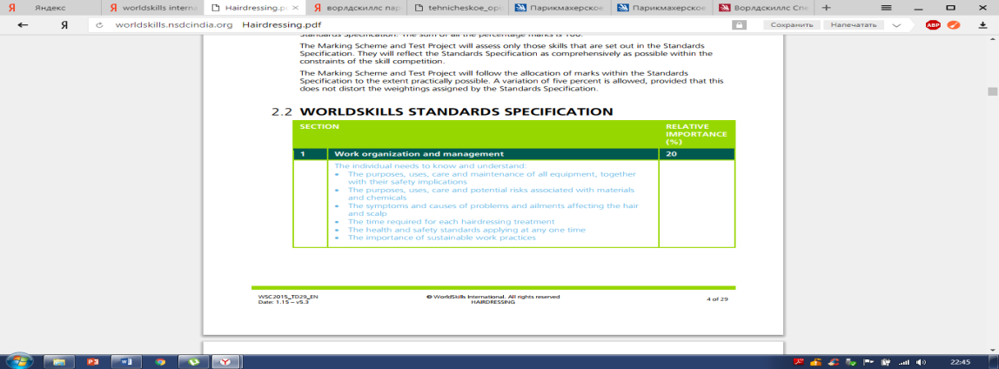 Яндекс
worldskills interna
Hairdressing.p
ворлдскиллс пар
tehnicheskoe_opi
Парикмахерское
Парикмахерское
Ворлдскиллс Спе
worldskills.nsdcindia.org Hairdressing.pdf
Сохранить
Напечатать
ABP
Standards Specification. The sum of all the percentage marks is 100.
The Marking Scheme and Test Project will assess only those skills that are set out in the Standards
Specification. They will reflect the Standards Specification as comprehensively as possible within the
constraints of the skill competition.
The Marking Scheme and Test Project will follow the allocation of marks within the Standards
Specification to the extent practically possible. A variation of five percent is allowed, provided that this
does not distort the weightings assigned by the Standards Specification.
2.2 WORLDSKILLS STANDARDS SPECIFICATION
SECTION
RELATIVE
IMPORTANCE
(%)
1 Work organization and management 20
The individual needs to know and understand:
• The purposes, uses, care and maintenance of all equipment, together
with their safety implications
• The purposes, uses, care and potential risks associated with materials
and chemicals
• The symptoms and causes of problems and ailments affecting the hair
and scalp
• The time required for each hairdressing treatment
• The health and safety standards applying at any one time
• The importance of sustainable work practices
WSC2015_TD29_EN
Date: 1.15 – v5.3
© WorldSkills International. All rights reserved
HAIRDRESSING
4 of 29
22:45